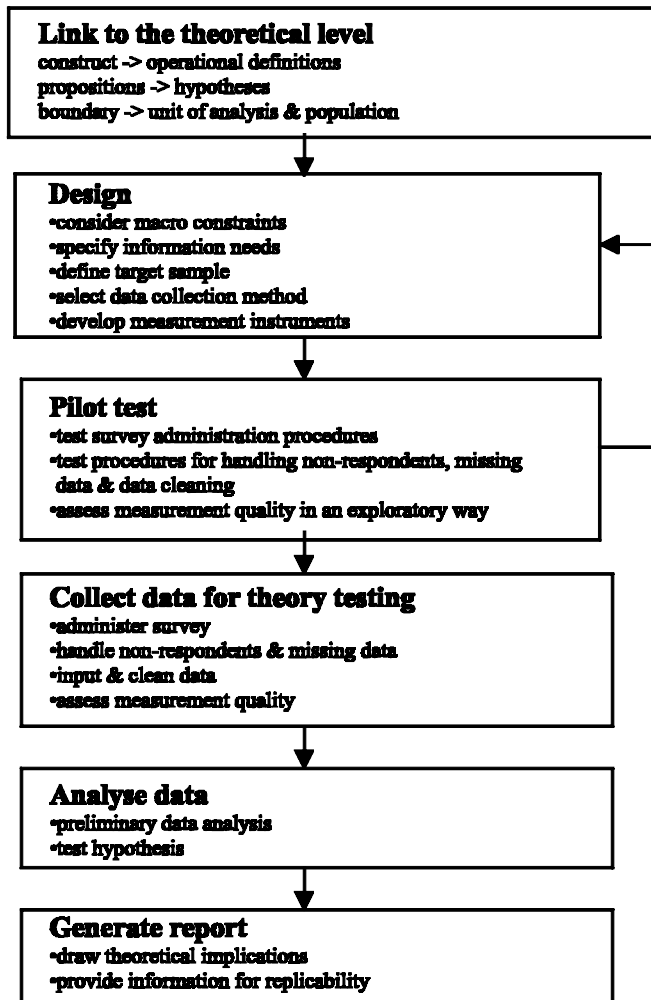 Link to the theoretical level
construct -> operational definitions
propositions -> hypotheses
boundary -> unit of analysis & population
Design
•consider macro constraints
•specify information needs
•define target sample
•select data collection method
•develop measurement instruments
Pilot test
•test survey administration procedures
•test procedures for handling non-respondents, missing
data & data cleaning
•assess measurement quality in an exploratory way
Collect data for theory testing
•administer survey
•handle non-respondents & missing data
•input & clean data
•assess measurement quality
Analyse data
•preliminary data analysis
•test hypothesis
Generate report
•draw theoretical implications
•provide information for replicability